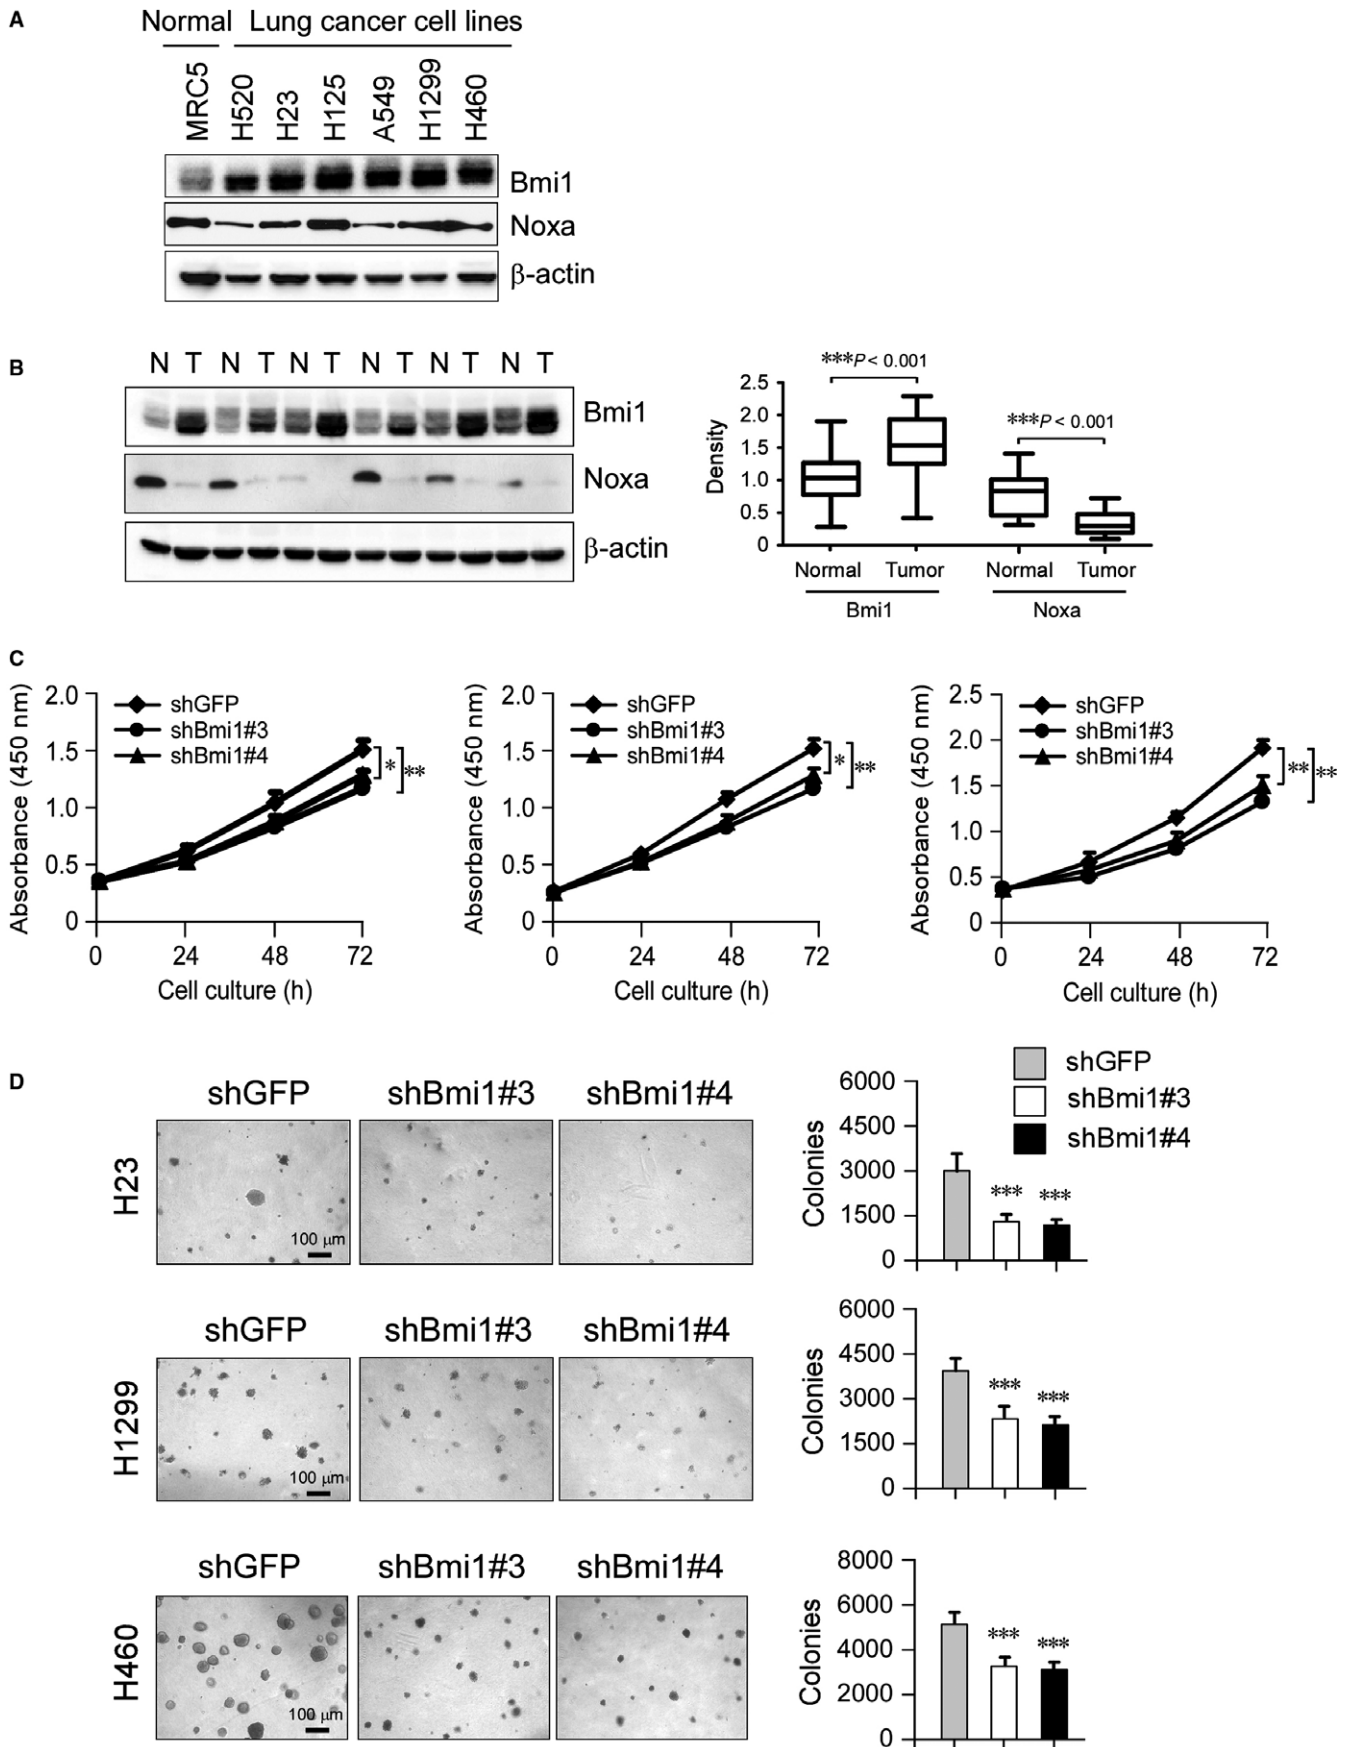 A
Normal Lung cancer cell lines
MRC5 H520 H23 H125 A549 H1299 H460
Bmi1
Noxa
β-actin
B
N T N T N T N T N T N T
Bmi1
Noxa
β-actin
***P < 0.001
***P < 0.001
Density
2.5
2.0
1.5
1.0
0.5
0
Normal Tumor Normal Tumor
Bmi1 Noxa
C
Absorbance (450 nm)
2.0
1.5
1.0
0.5
0
shGFP
shBmi1#3
shBmi1#4
* **
0 24 48 72
Cell culture (h)
Absorbance (450 nm)
2.0
1.5
1.0
0.5
0
shGFP
shBmi1#3
shBmi1#4
* **
0 24 48 72
Cell culture (h)
Absorbance (450 nm)
2.5
2.0
1.5
1.0
0.5
0
shGFP
shBmi1#3
shBmi1#4
** **
0 24 48 72
Cell culture (h)
D
shGFP shBmi1#3 shBmi1#4
H23
100 μm
shGFP
shBmi1#3
shBmi1#4
Colonies
6000
4500
3000
1500
0
*** ***
shGFP shBmi1#3 shBmi1#4
H1299
100 μm
Colonies
6000
4500
3000
1500
0
*** ***
shGFP shBmi1#3 shBmi1#4
H460
100 μm
Colonies
8000
6000
4000
2000
0
*** ***